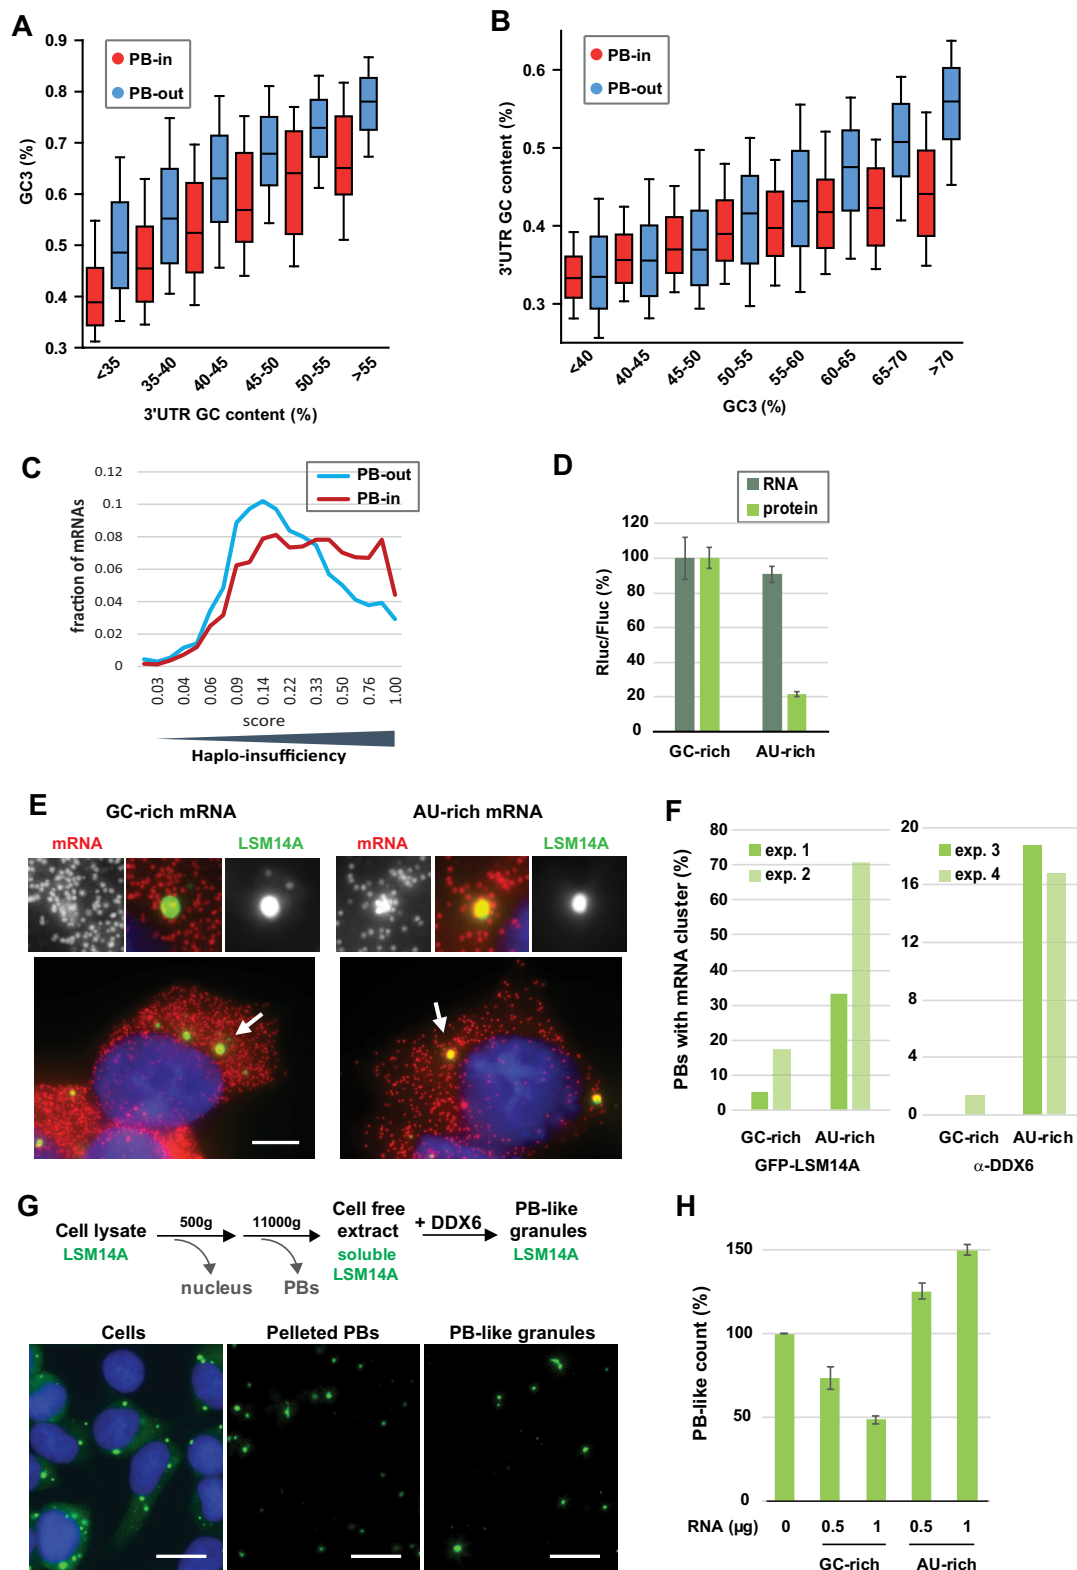 A
GC3 (%)
0.9
0.8
0.7
0.6
0.5
0.4
0.3
PB-in
PB-out
<35
35-40
40-45
45-50
50-55
>55
3'UTR GC content (%)
B
3'UTR GC content (%)
0.6
0.5
0.4
0.3
PB-in
PB-out
<40
40-45
45-50
50-55
55-60
60-65
65-70
>70
GC3 (%)
C
fraction of mRNAs
0.12
0.1
0.08
0.06
0.04
0.02
0
PB-out
PB-in
0.03
0.04
0.06
0.09
0.14
0.22
0.33
0.50
0.76
1.00
score
Haplo-insufficiency
D
RNA
protein
Rluc/Fluc (%)
120
100
80
60
40
20
0
GC-rich
AU-rich
E
GC-rich mRNA
AU-rich mRNA
mRNA
LSM14A
mRNA
LSM14A
F
PBs with mRNA cluster (%)
80
70
60
50
40
30
20
10
0
exp. 1
exp. 2
GC-rich
AU-rich
GFP-LSM14A
20
16
12
8
4
0
exp. 3
exp. 4
GC-rich
AU-rich
α-DDX6
G
Cell lysate
LSM14A
500g
nucleus
11000g
PBs
Cell free
extract
soluble
LSM14A
+ DDX6
PB-like
granules
LSM14A
Cells
Pelleted PBs
PB-like granules
H
PB-like count (%)
150
100
50
0
RNA (µg)
0
0.5
1
0.5
1
GC-rich
AU-rich